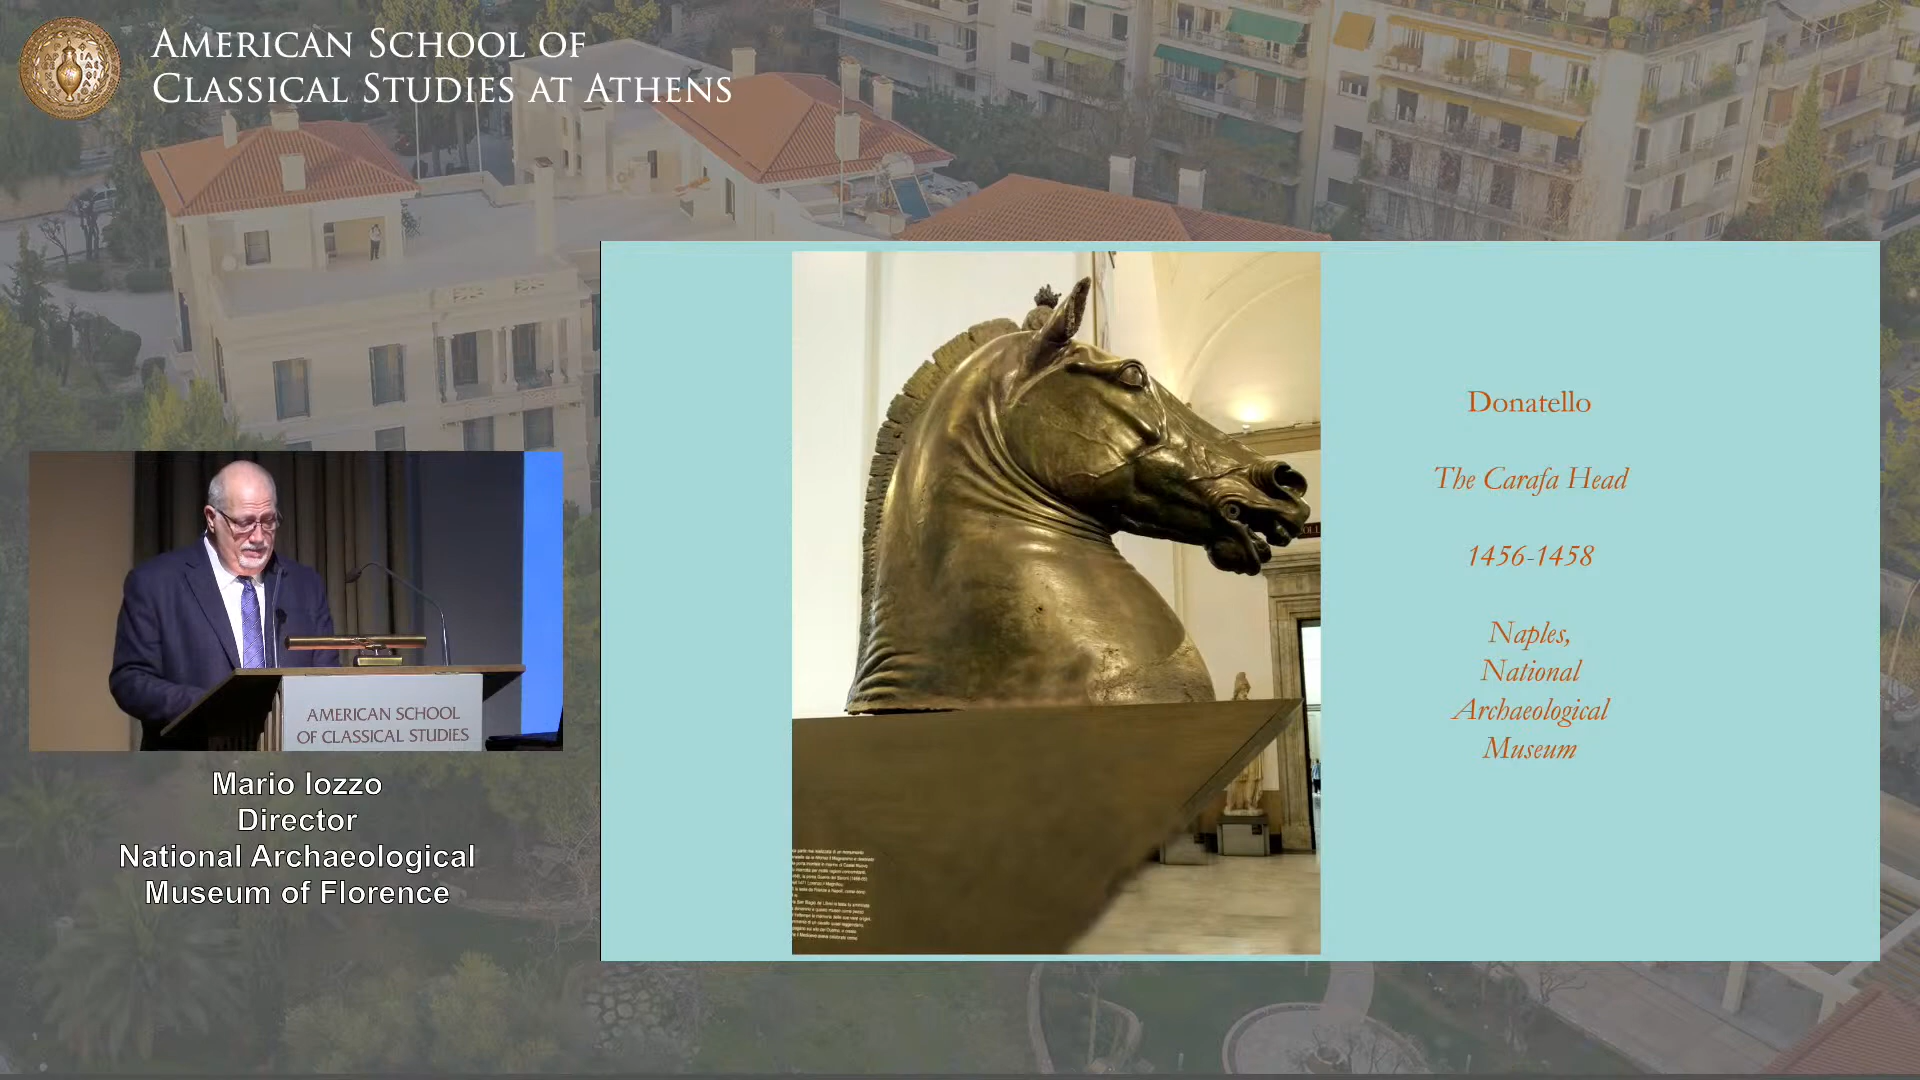 AMERICAN SCHOOL OF
CLASSICAL STUDIES AT ATHENS
Donatello
The Carafa Head
1456-1458
Naples,
National
Archaeological
Museum
AMERICAN SCHOOL
OF CLASSICAL STUDIES
Mario Iozzo
Director
National Archaeological
Museum of Florence